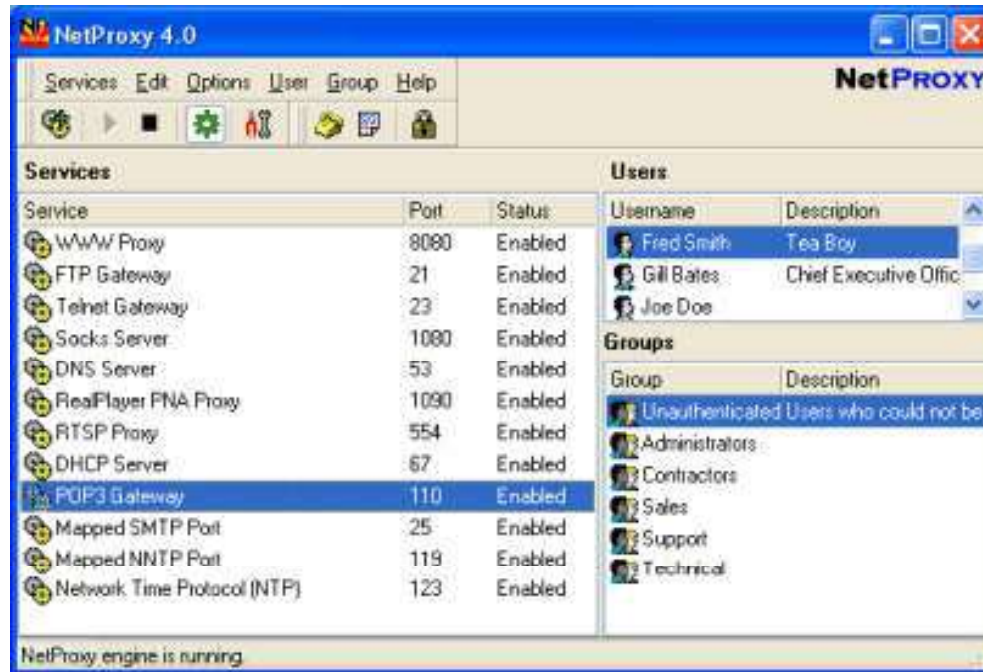 NetProxy 4.0
Services Edit Options User Group Help
NetPROXY
Services
Service Port Status
WWW Proxy 8080 Enabled
FTP Gateway 21 Enabled
Telnet Gateway 23 Enabled
Socks Server 1080 Enabled
DNS Server 53 Enabled
RealPlayer PNA Proxy 1090 Enabled
RTSP Proxy 554 Enabled
DHCP Server 67 Enabled
POP3 Gateway 110 Enabled
Mapped SMTP Port 25 Enabled
Mapped NNTP Port 119 Enabled
Network Time Protocol (NTP) 123 Enabled
Users
Username Description
Fred Smith Tea Boy
Gill Bates Chief Executive Offic
Joe Doe
Groups
Group Description
Unauthenticated Users who could not be
Administrators
Contractors
Sales
Support
Technical
NetProxy engine is running.